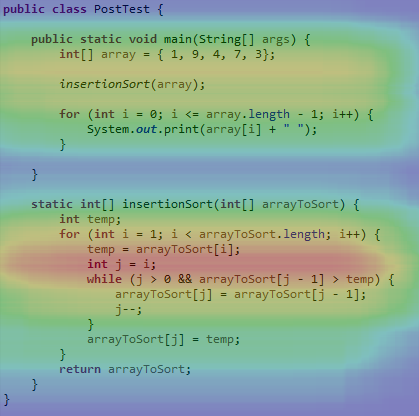 public class PostTest {
public static void main(String[] args) {
int[] array = { 1, 9, 4, 7, 3};
insertionSort(array);
for (int i = 0; i <= array.length - 1; i++) {
System.out.print(array[i] + " ");
}
}
static int[] insertionSort(int[] arrayToSort) {
int temp;
for (int i = 1; i < arrayToSort.length; i++) {
temp = arrayToSort[i];
int j = i;
while (j > 0 && arrayToSort[j - 1] > temp) {
arrayToSort[j] = arrayToSort[j - 1];
j--;
}
arrayToSort[j] = temp;
}
return arrayToSort;
}
}